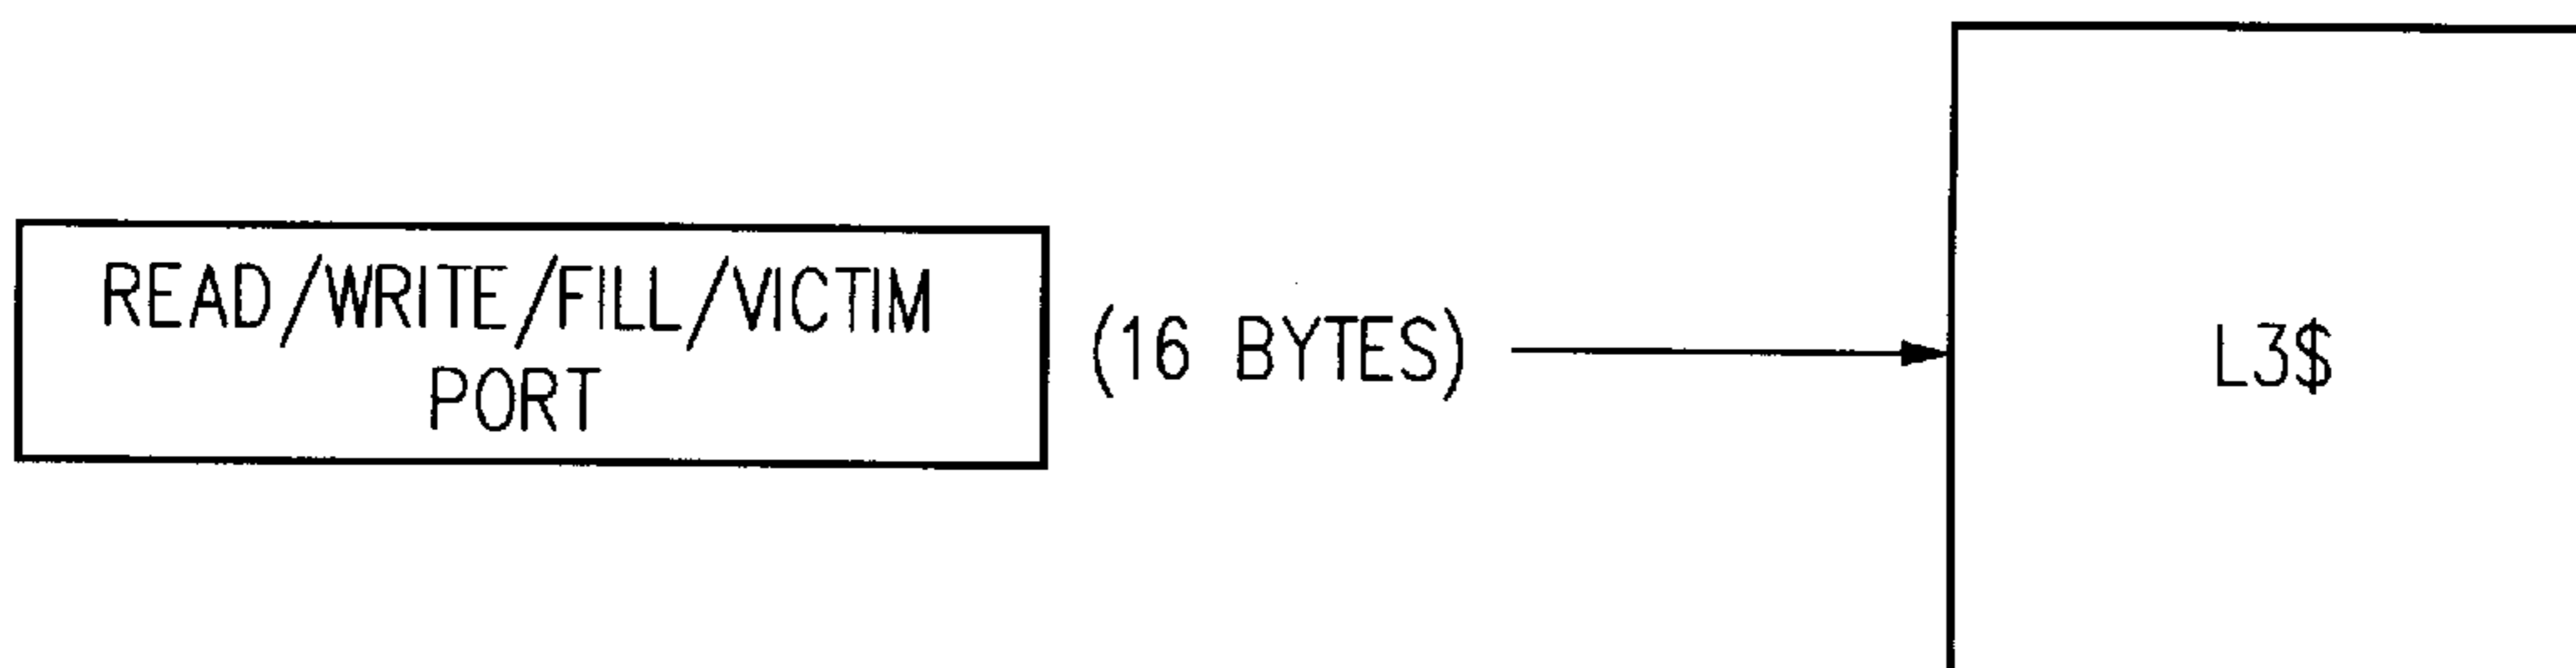 READ/WRITE/FILL/VICTIM
PORT
(16 BYTES)
L3$